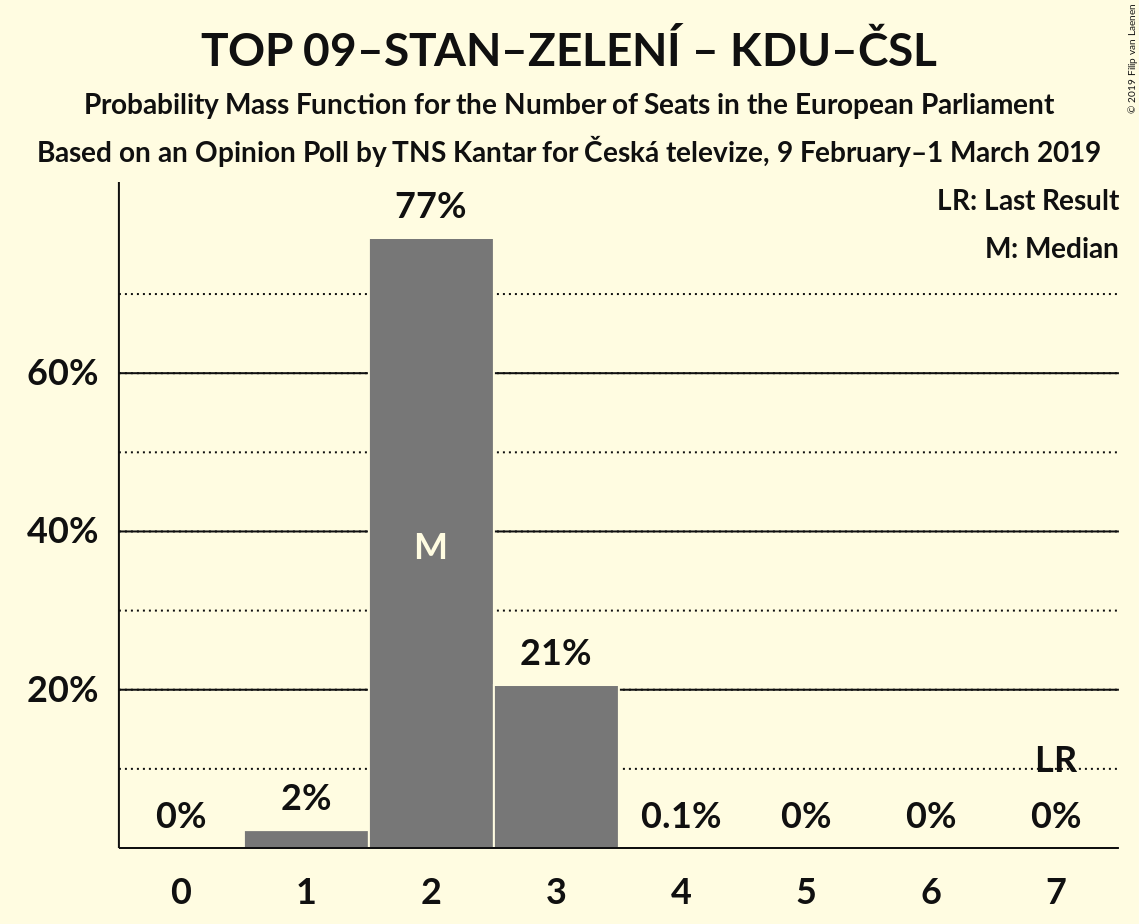 TOP 09–STAN–ZELENÍ – KDU–ČSL
Probability Mass Function for the Number of Seats in the European Parliament
Based on an Opinion Poll by TNS Kantar for Česká televize, 9 February–1 March 2019
© 2019 Filip van Laenen
LR: Last Result
M: Median
77%
60%
40%
20%
M
21%
LR
0%
2%
0.1%
0%
0%
0%
0 1 2 3 4 5 6 7